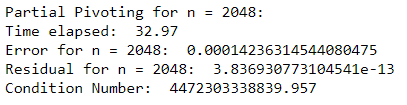 Partial Pivoting for n = 2048:
Time elapsed:  32.97
Error for n = 2048:  0.00014236314544080475
Residual for n = 2048:  3.836930773104541e-13
Condition Number:  4472303338839.957